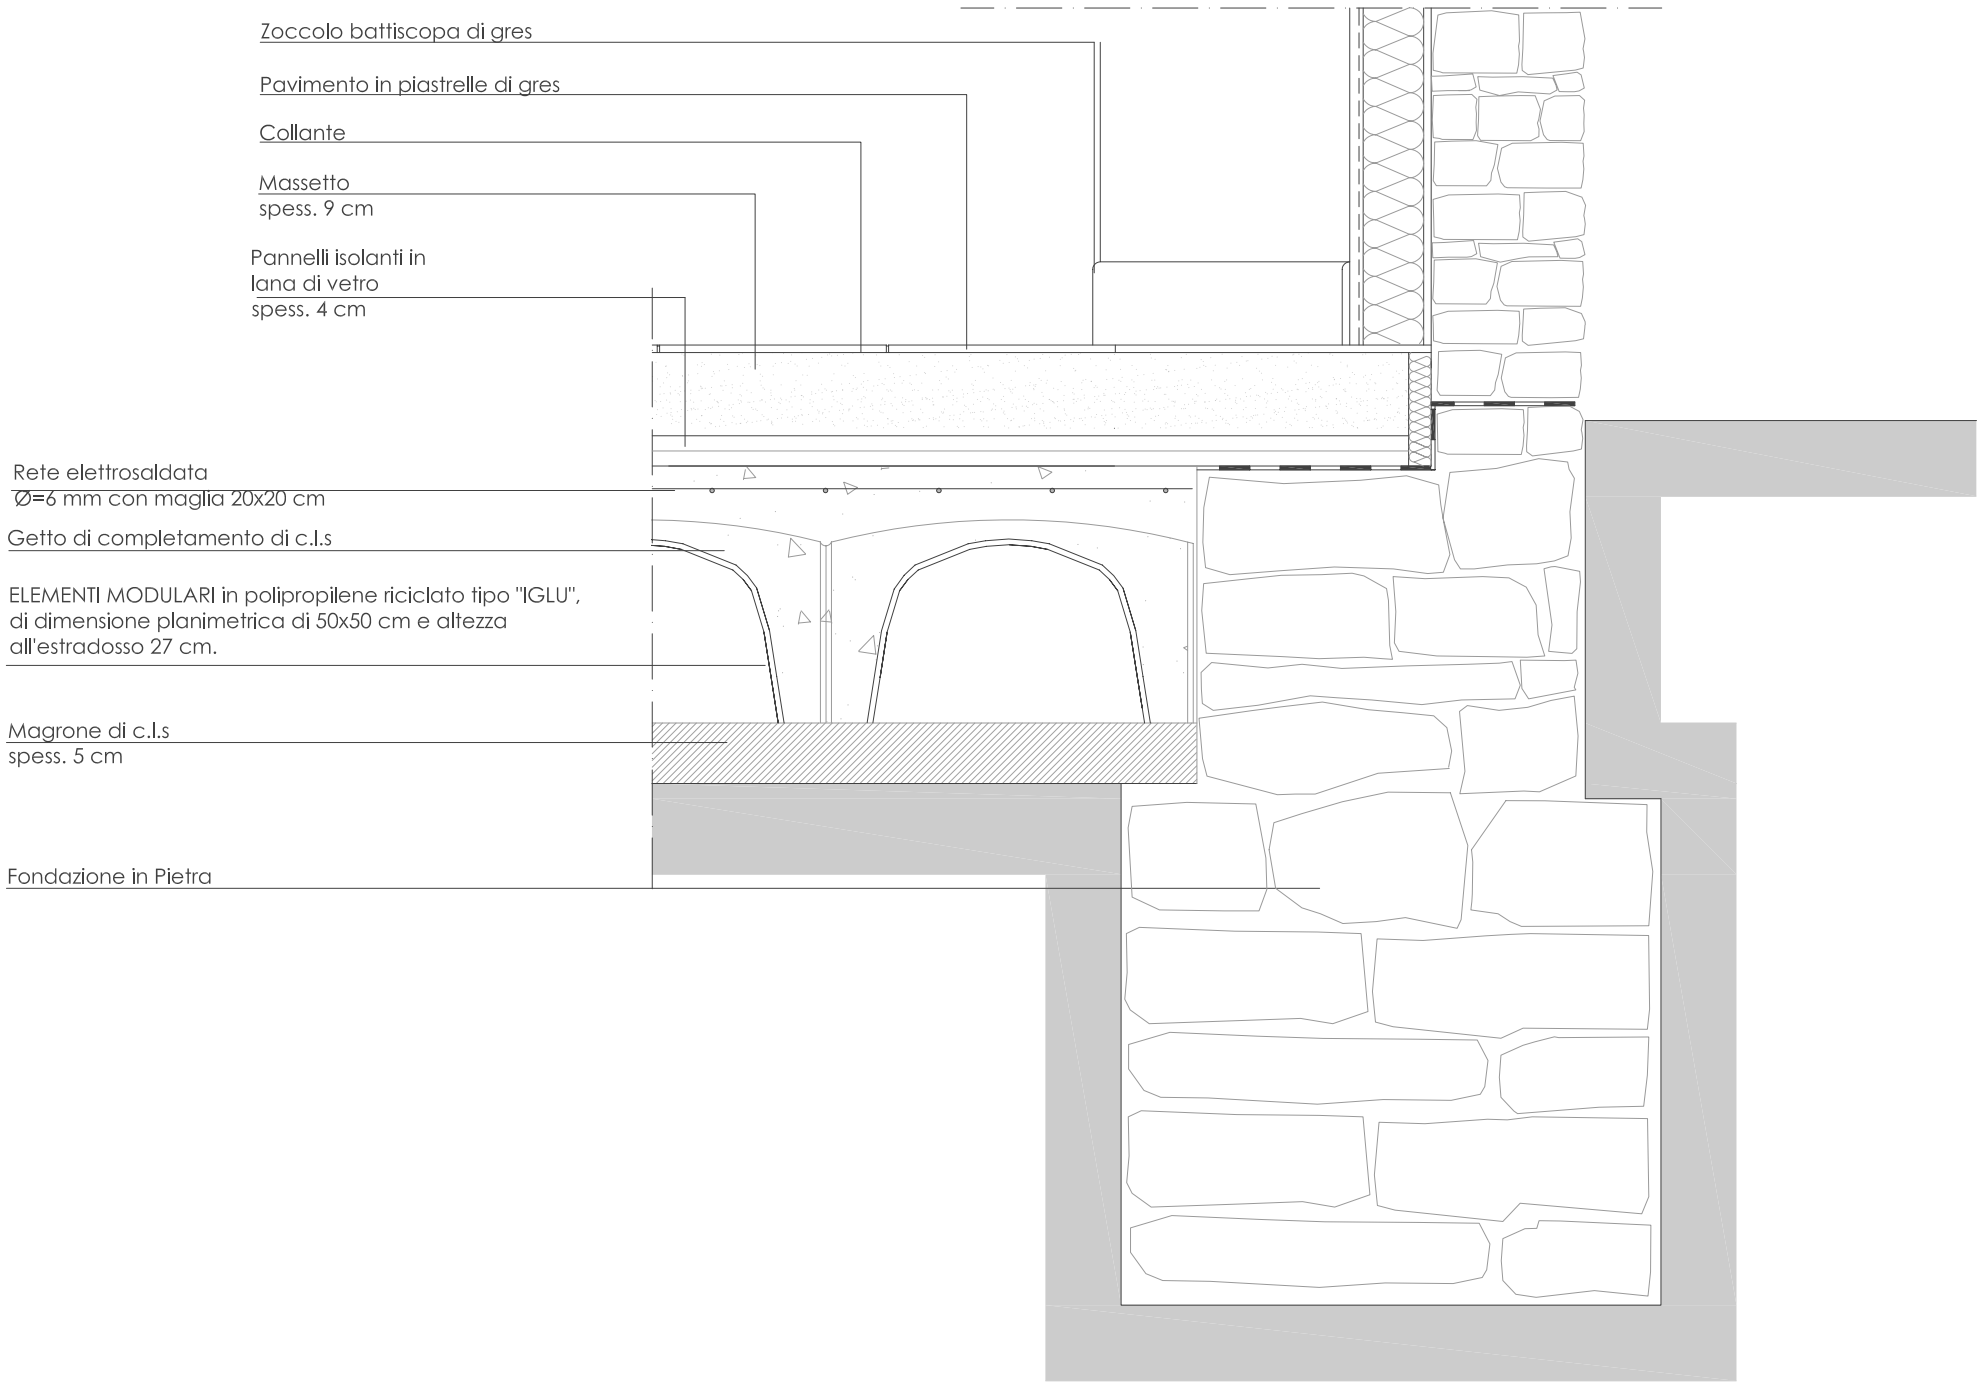 Zoccolo battiscopa di gres
Pavimento in piastrelle di gres
Collante
Massetto
spess. 9 cm
Pannelli isolanti in
lana di vetro
spess. 4 cm
Rete elettrosaldata
Ø=6 mm con maglia 20x20 cm
Getto di completamento di c.l.s
ELEMENTI MODULARI in polipropilene riciclato tipo "IGLU",
di dimensione planimetrica di 50x50 cm e altezza
all'estradosso 27 cm.
Magrone di c.l.s
spess. 5 cm
Fondazione in Pietra